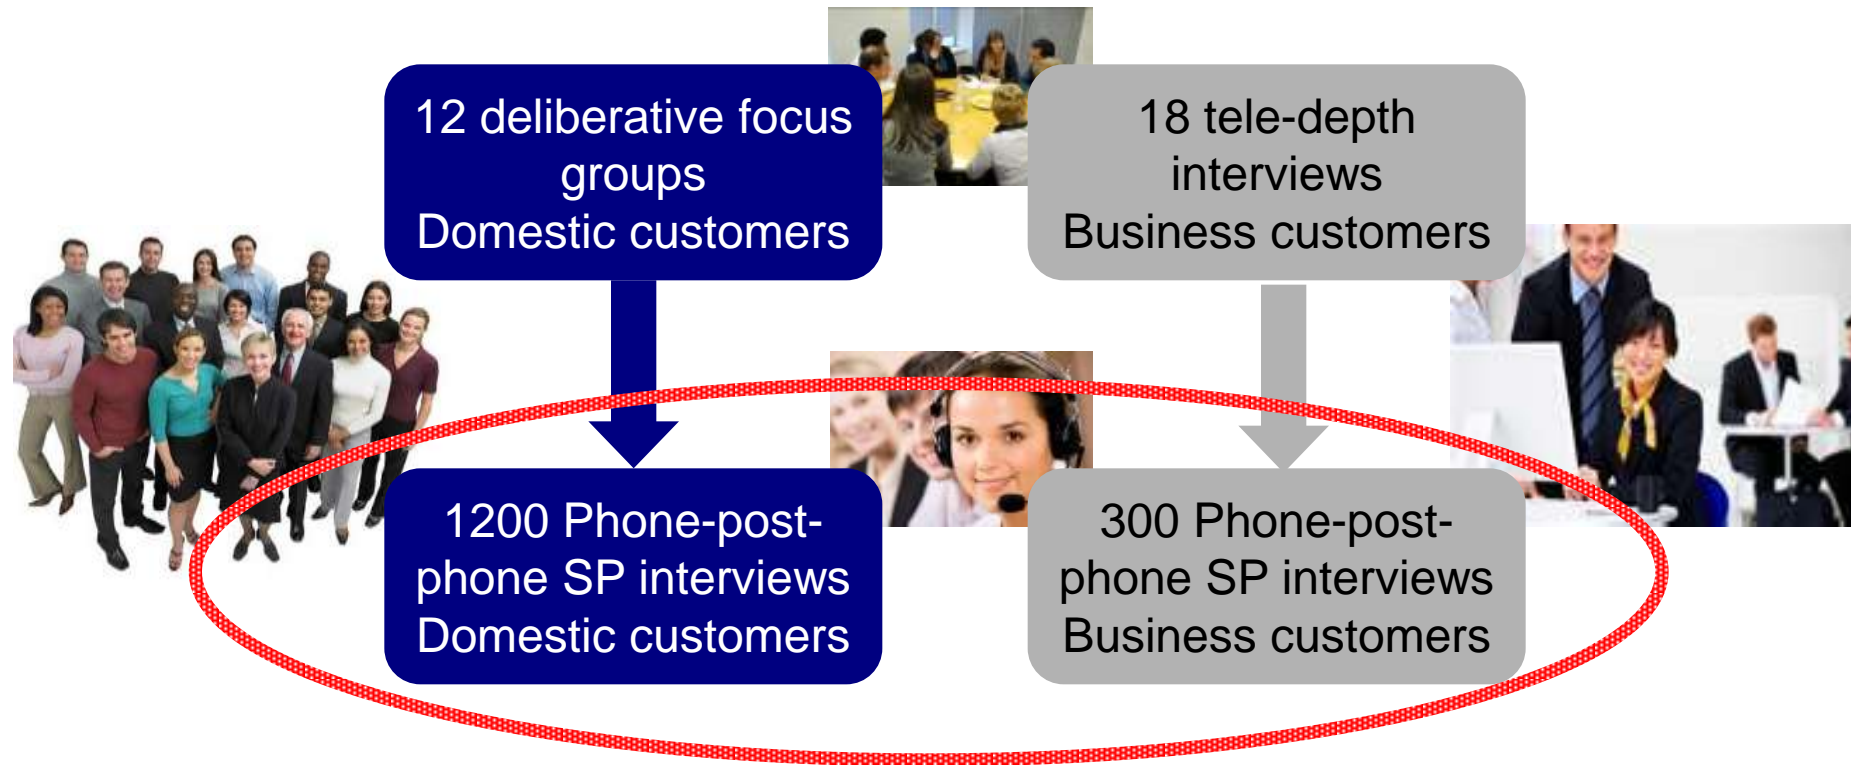 12 deliberative focus
groups
Domestic customers
18 tele-depth
interviews
Business customers
1200 Phone-post-
phone SP interviews
Domestic customers
300 Phone-post-
phone SP interviews
Business customers